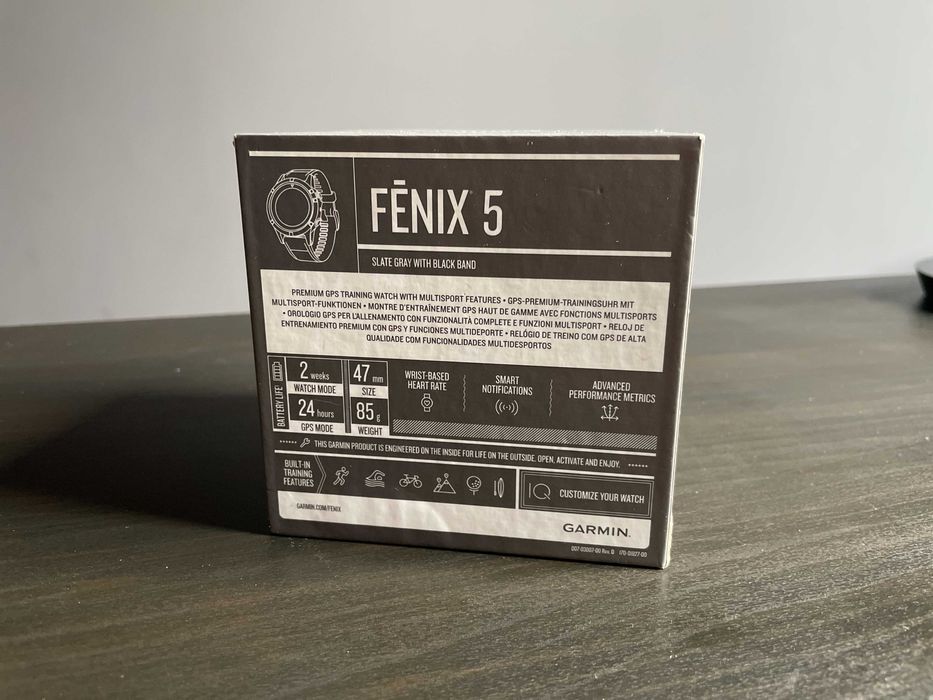 FĒNIX® 5
SLATE GRAY WITH BLACK BAND
PREMIUM GPS TRAINING WATCH WITH MULTISPORT FEATURES • GPS-PREMIUM-TRAININGSUHR MIT
MULTISPORT-FUNKTIONEN • MONTRE D'ENTRAÎNEMENT GPS HAUT DE GAMME AVEC FONCTIONS MULTISPORTS
• OROLOGIO GPS PER L'ALLENAMENTO CON FUNZIONALITÀ COMPLETE E FUNZIONI MULTISPORT • RELOJ DE
ENTRENAMIENTO PREMIUM CON GPS Y FUNCIONES MULTIDEPORTE • RELÓGIO DE TREINO COM GPS DE ALTA
QUALIDADE COM FUNCIONALIDADES MULTIDESPORTOS
BATTERY LIFE
2 weeks
WATCH MODE
24 hours
GPS MODE
47 mm
SIZE
85 g
WEIGHT
WRIST-BASED
HEART RATE
SMART
NOTIFICATIONS
ADVANCED
PERFORMANCE METRICS
THIS GARMIN PRODUCT IS ENGINEERED ON THE INSIDE FOR LIFE ON THE OUTSIDE. OPEN, ACTIVATE AND ENJOY.
BUILT-IN
TRAINING
FEATURES
IQ CUSTOMIZE YOUR WATCH
GARMIN.COM/FENIX
GARMIN.